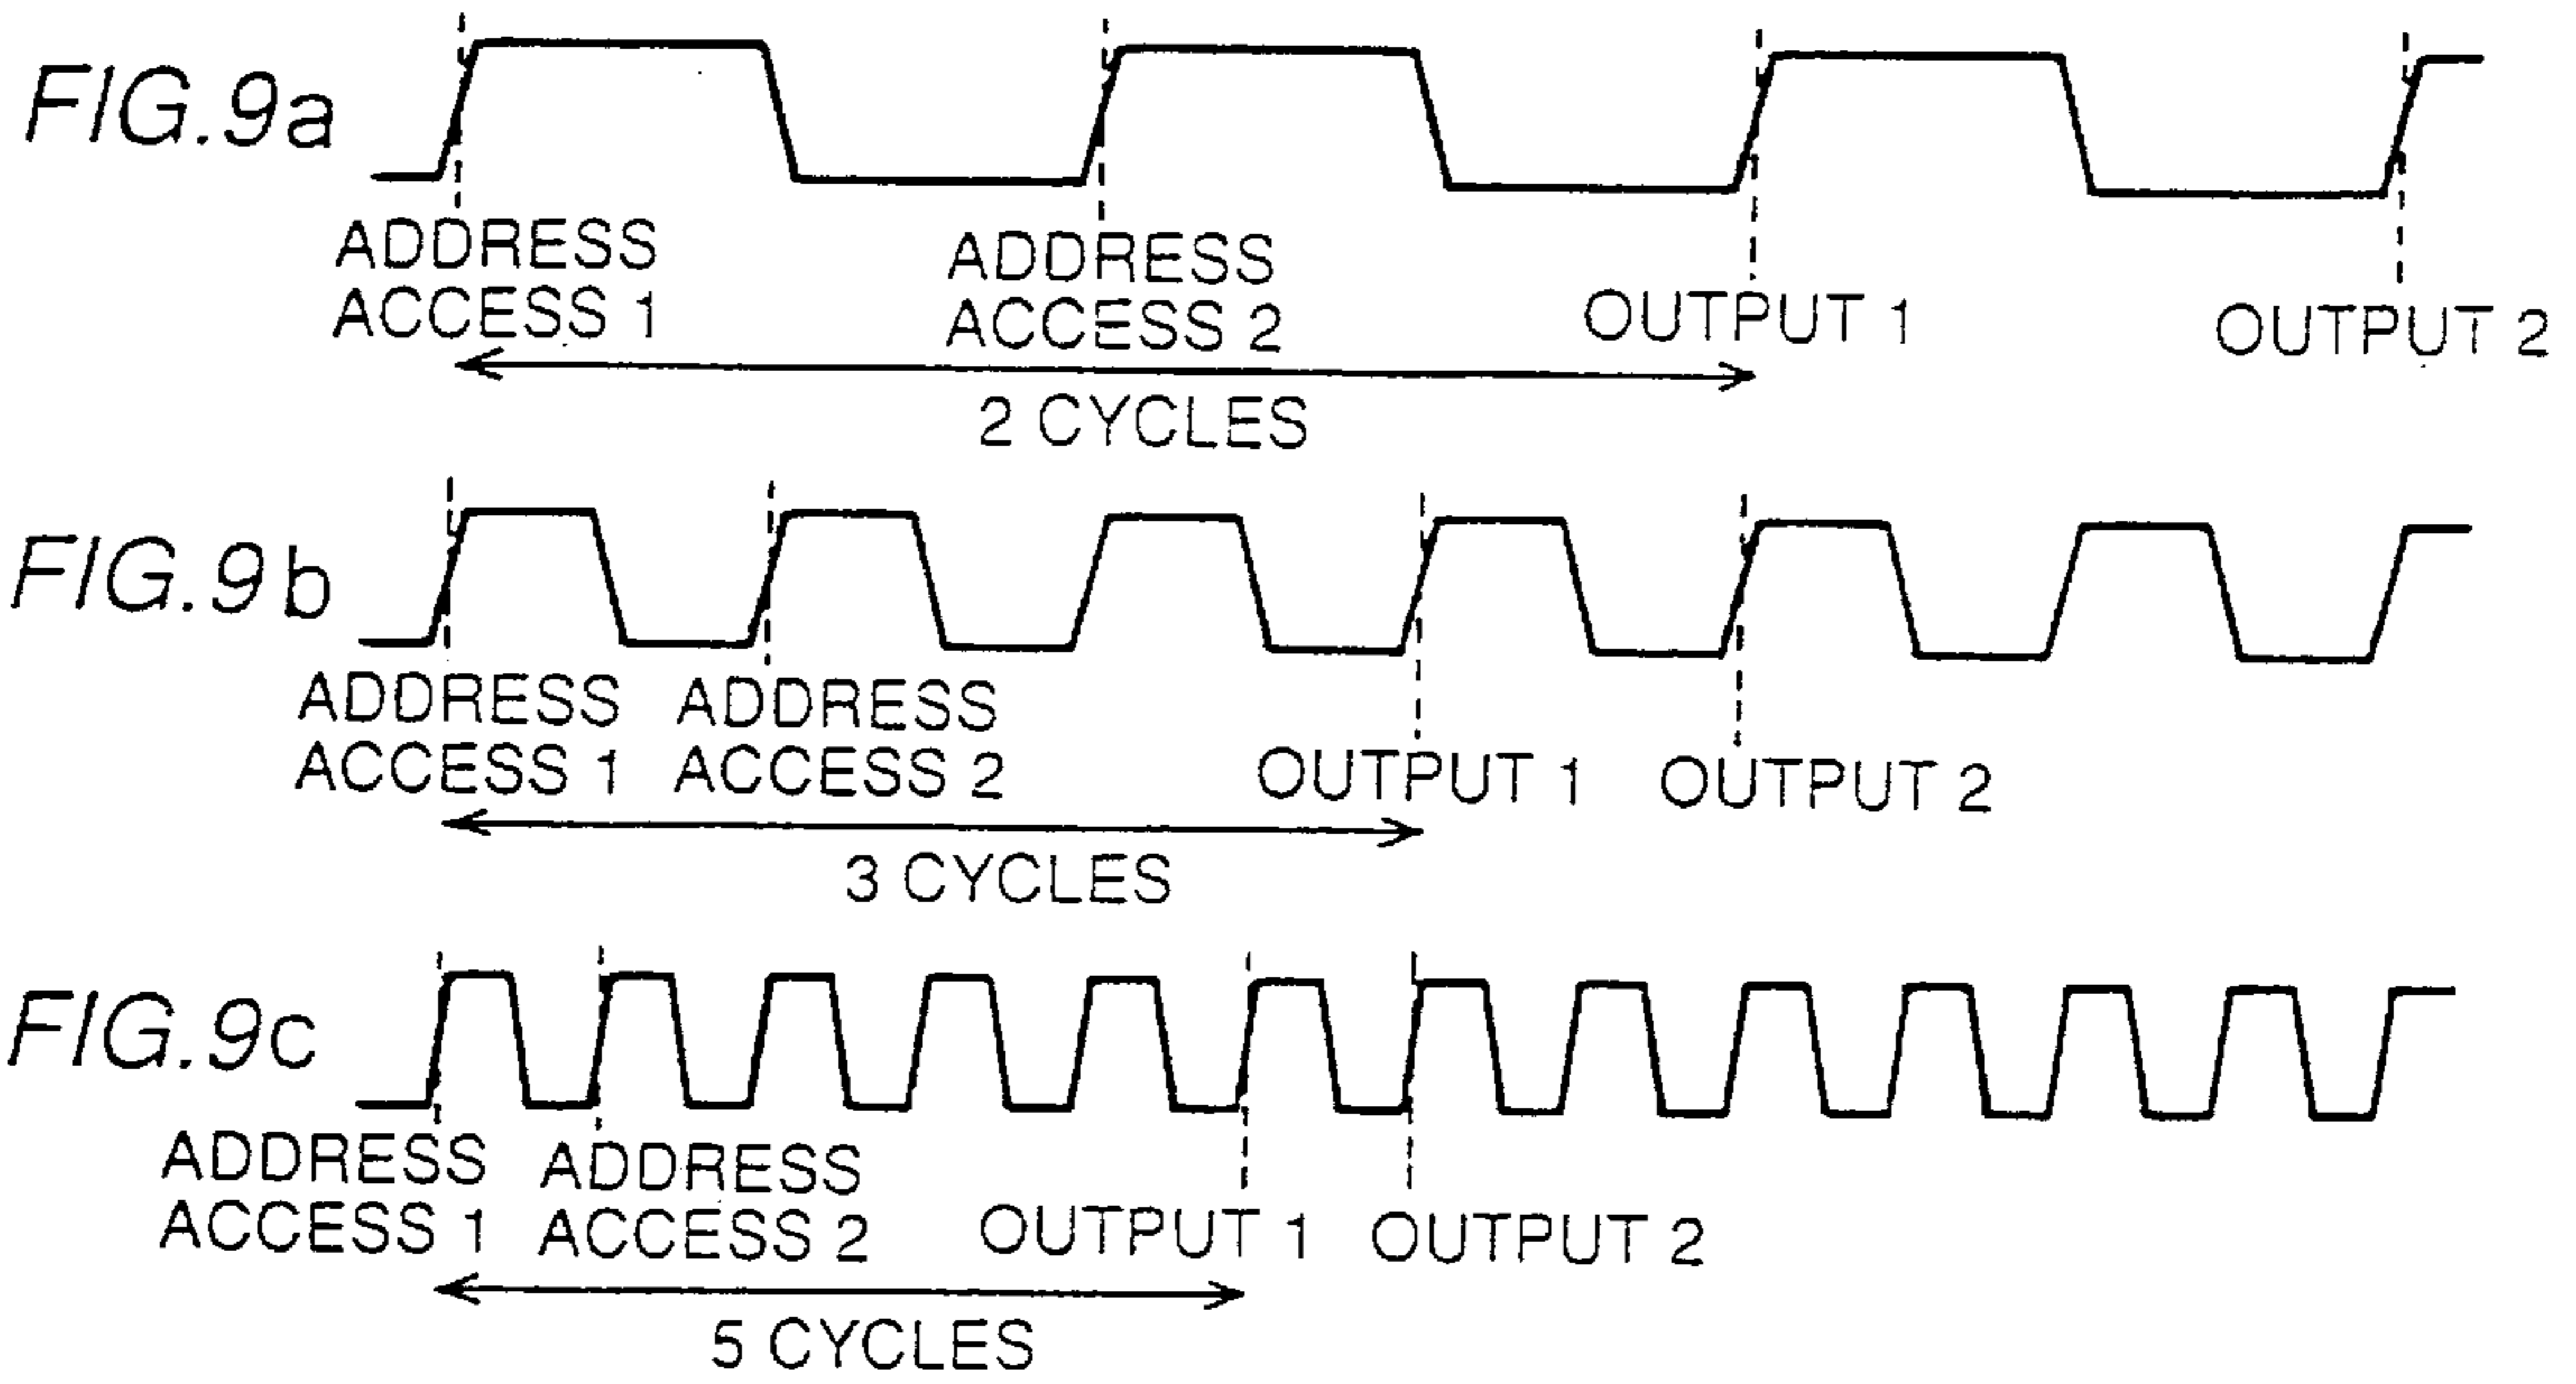 FIG.9a
ADDRESS
ACCESS 1
ADDRESS
ACCESS 2
OUTPUT 1
OUTPUT 2
2 CYCLES
FIG.9b
ADDRESS
ACCESS 1
ADDRESS
ACCESS 2
OUTPUT 1
OUTPUT 2
3 CYCLES
FIG.9c
ADDRESS
ACCESS 1
ADDRESS
ACCESS 2
OUTPUT 1
OUTPUT 2
5 CYCLES